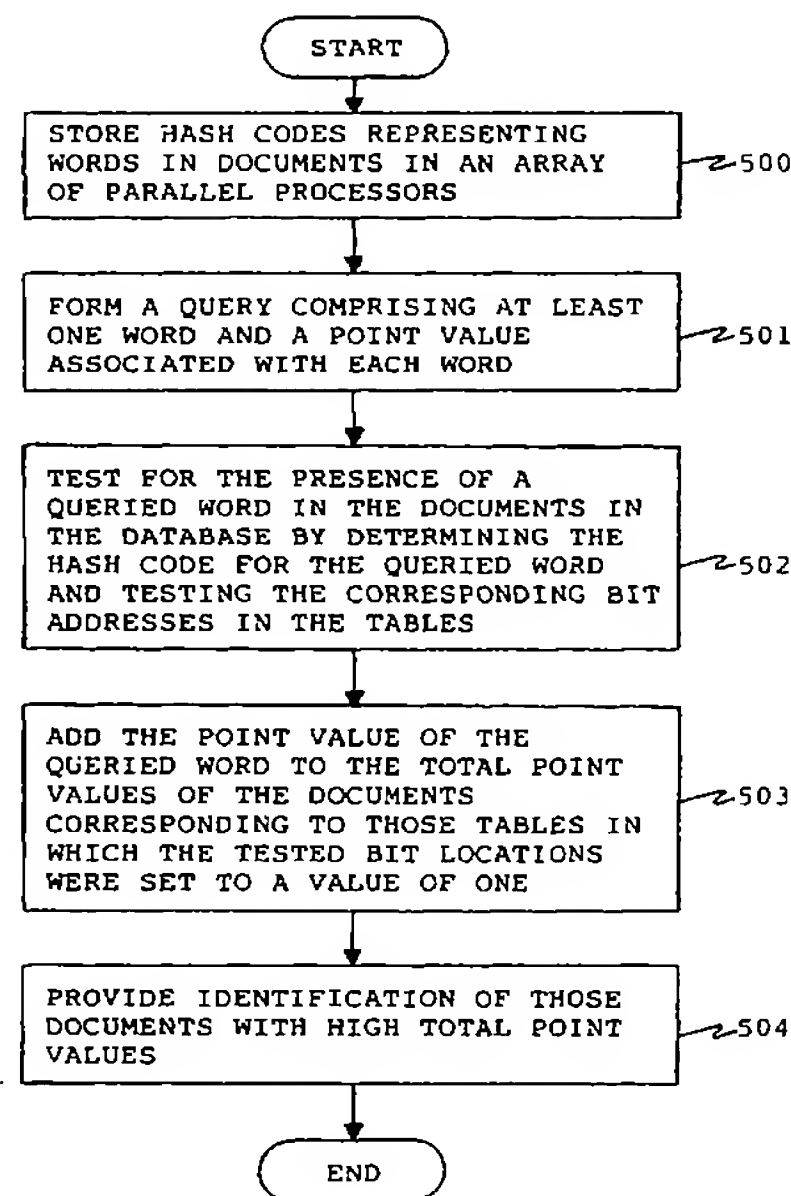 START
STORE HASH CODES REPRESENTING
WORDS IN DOCUMENTS IN AN ARRAY
OF PARALLEL PROCESSORS
500
FORM A QUERY COMPRISING AT LEAST
ONE WORD AND A POINT VALUE
ASSOCIATED WITH EACH WORD
501
TEST FOR THE PRESENCE OF A
QUERIED WORD IN THE DOCUMENTS IN
THE DATABASE BY DETERMINING THE
HASH CODE FOR THE QUERIED WORD
AND TESTING THE CORRESPONDING BIT
ADDRESSES IN THE TABLES
502
ADD THE POINT VALUE OF THE
QUERIED WORD TO THE TOTAL POINT
VALUES OF THE DOCUMENTS
CORRESPONDING TO THOSE TABLES IN
WHICH THE TESTED BIT LOCATIONS
WERE SET TO A VALUE OF ONE
503
PROVIDE IDENTIFICATION OF THOSE
DOCUMENTS WITH HIGH TOTAL POINT
VALUES
504
END